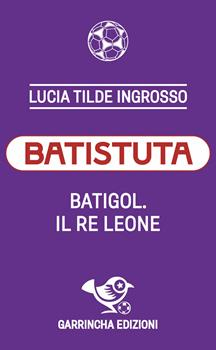 LUCIA TILDE INGROSSO
BATISTUTA
BATIGOL.
IL RE LEONE
GARRINCHA EDIZIONI